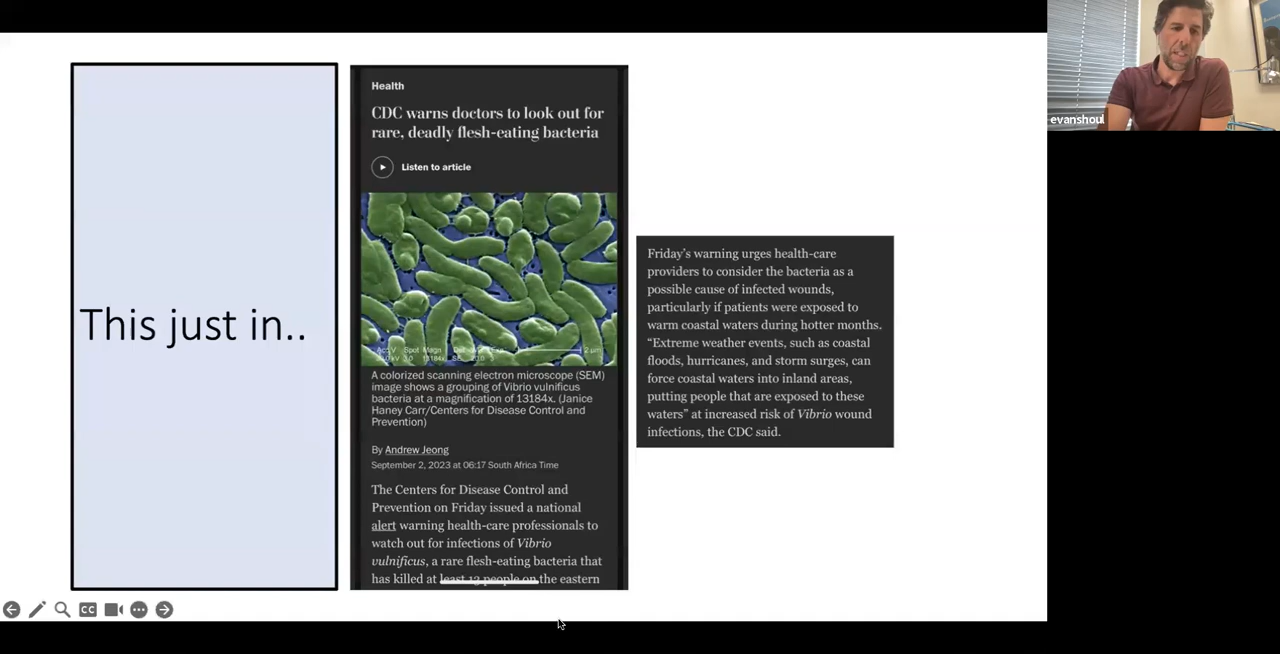 This just in..
Health
CDC warns doctors to look out for
rare, deadly flesh-eating bacteria
Listen to article
2 μm
A colorized scanning electron microscope (SEM)
image shows a grouping of Vibrio vulnificus
bacteria at a magnification of 13184x. (Janice
Haney Carr/Centers for Disease Control and
Prevention)
By Andrew Jeong
September 2, 2023 at 06:17 South Africa Time
The Centers for Disease Control and
Prevention on Friday issued a national
alert warning health-care professionals to
watch out for infections of Vibrio
vulnificus, a rare flesh-eating bacteria that
has killed at least 13 people on the eastern
Friday's warning urges health-care
providers to consider the bacteria as a
possible cause of infected wounds,
particularly if patients were exposed to
warm coastal waters during hotter months.
“Extreme weather events, such as coastal
floods, hurricanes, and storm surges, can
force coastal waters into inland areas,
putting people that are exposed to these
waters” at increased risk of Vibrio wound
infections, the CDC said.
evanshoul
CC